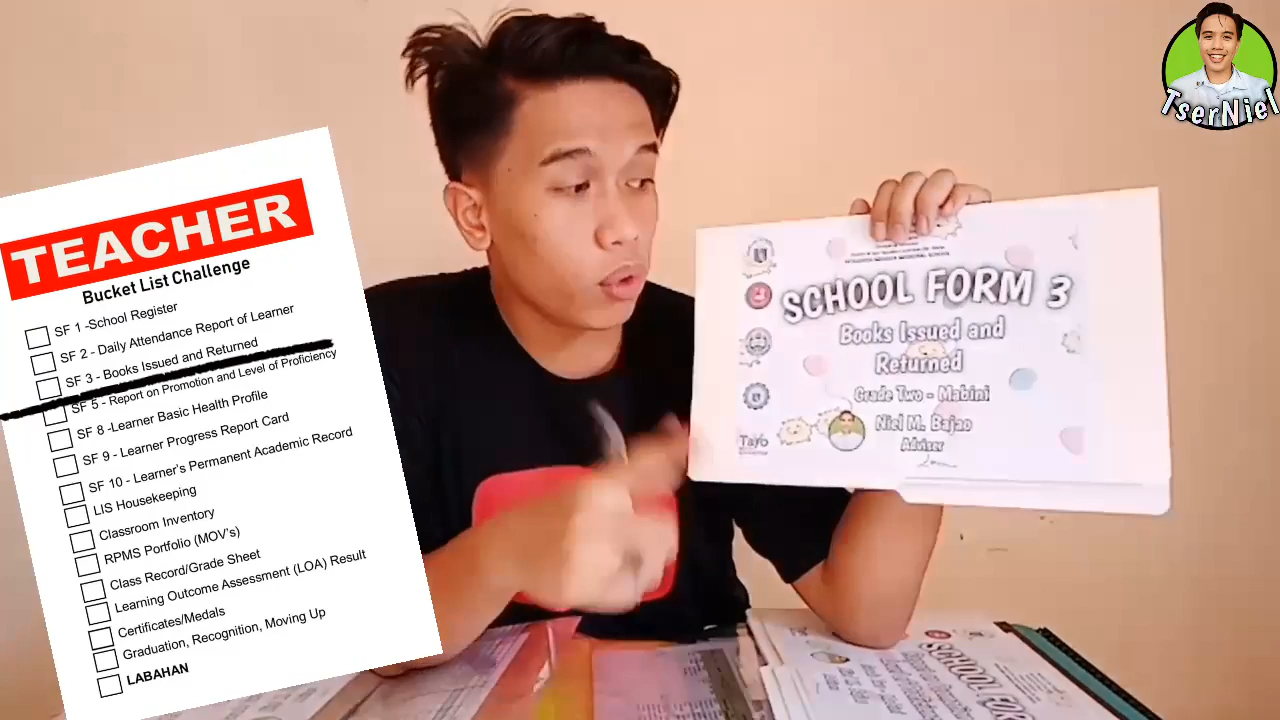 TserNiel
TEACHER
Bucket List Challenge
SF 1 -School Register
SF 2 - Daily Attendance Report of Learner
SF 3 - Books Issued and Returned
SF 5 - Report on Promotion and Level of Proficiency
SF 8 -Learner Basic Health Profile
SF 9 - Learner Progress Report Card
SF 10 - Learner's Permanent Academic Record
LIS Housekeeping
Classroom Inventory
RPMS Portfolio (MOV's)
Class Record/Grade Sheet
Learning Outcome Assessment (LOA) Result
Certificates/Medals
Graduation, Recognition, Moving Up
LABAHAN
SCHOOL FORM 3
Books Issued and
Returned
Grade Two - Mabini
Niel M. Bajao
Adviser
Tayo
SCHOOL FOR